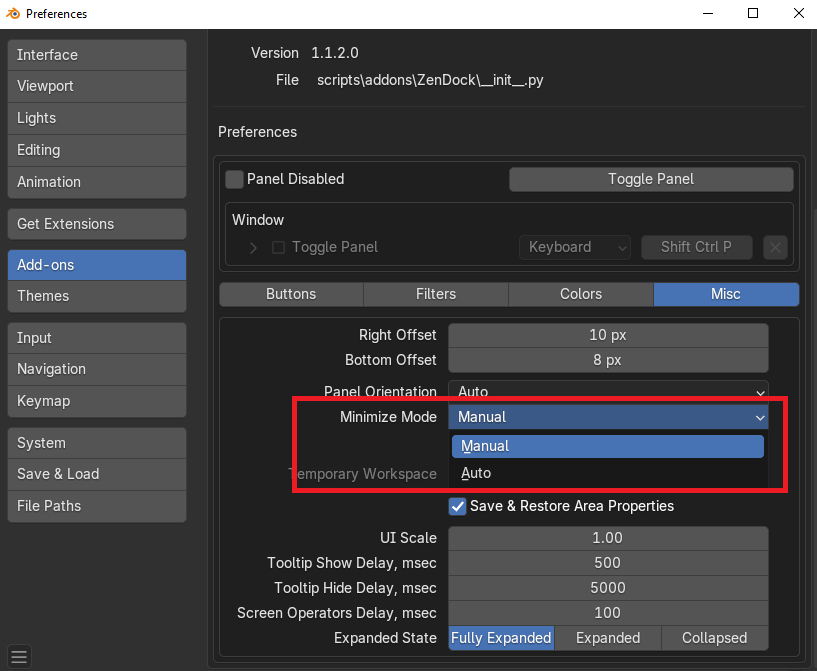 Preferences
Interface
Viewport
Lights
Editing
Animation
Get Extensions
Add-ons
Themes
Input
Navigation
Keymap
System
Save & Load
File Paths
Version 1.1.2.0
File scripts\addons\ZenDock\__init__.py
Preferences
Panel Disabled Toggle Panel
Window
Toggle Panel Keyboard Shift Ctrl P
Buttons Filters Colors Misc
Right Offset 10 px
Bottom Offset 8 px
Panel Orientation Auto
Minimize Mode Manual
Manual
Temporary Workspace Auto
Save & Restore Area Properties
UI Scale 1.00
Tooltip Show Delay, msec 500
Tooltip Hide Delay, msec 5000
Screen Operators Delay, msec 100
Expanded State Fully Expanded Expanded Collapsed